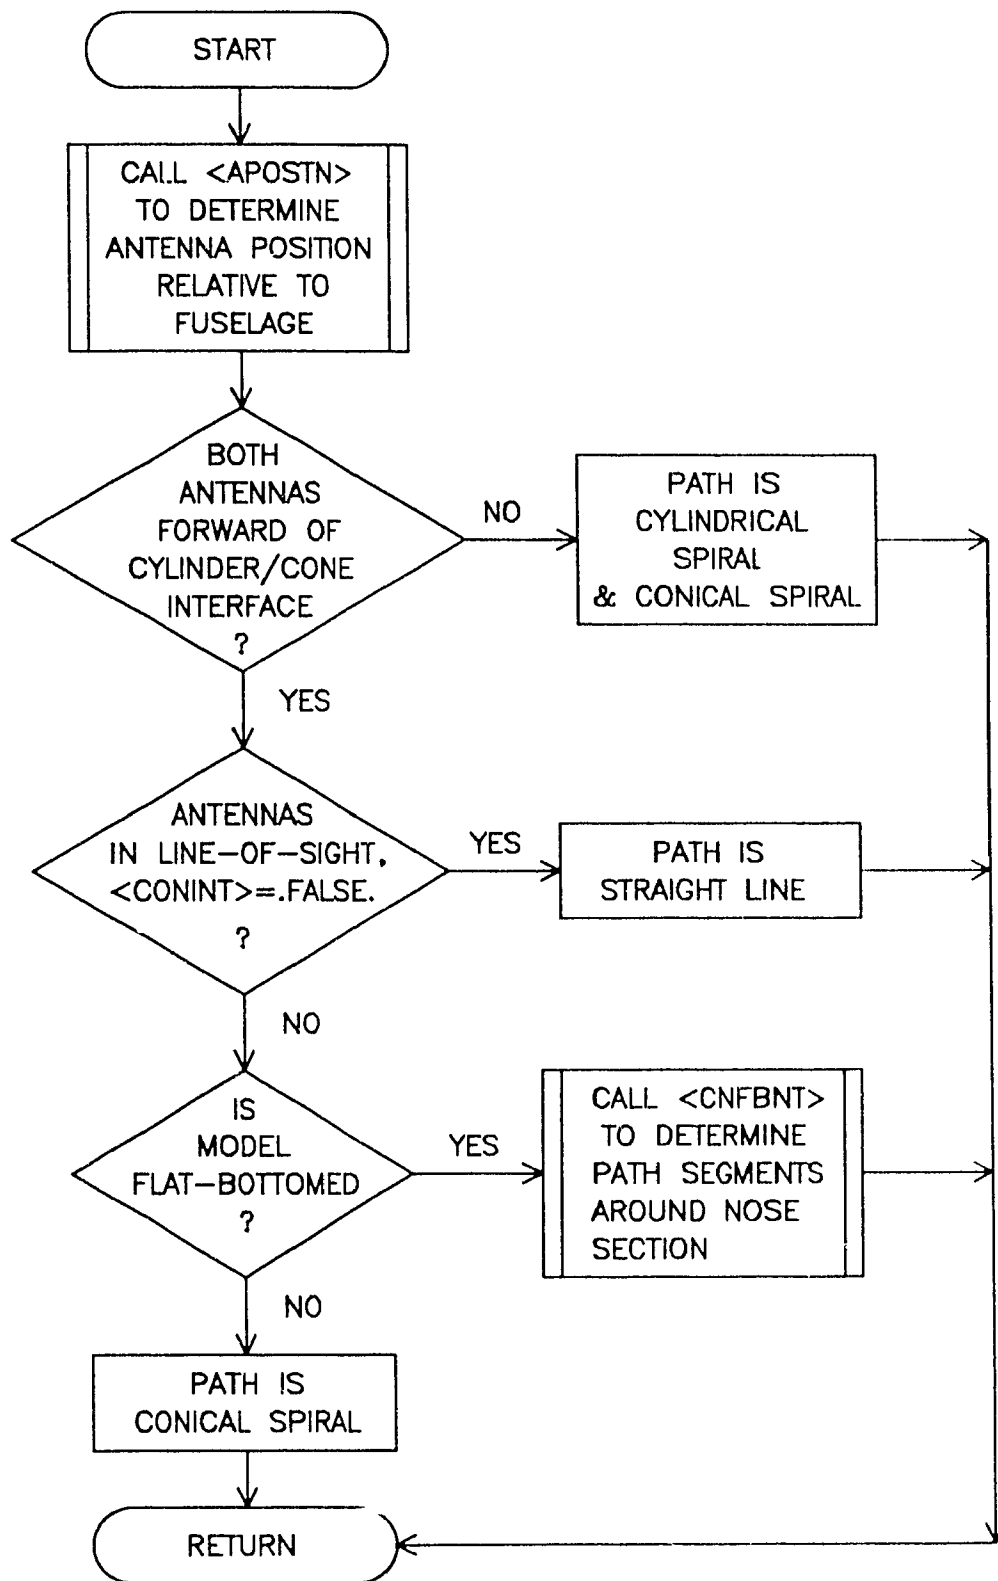 START
CALL <APOSTN>
TO DETERMINE
ANTENNA POSITION
RELATIVE TO
FUSELAGE
BOTH
ANTENNAS
FORWARD OF
CYLINDER/CONE
INTERFACE
?
NO
PATH IS
CYLINDRICAL
SPIRAL
& CONICAL SPIRAL
YES
ANTENNAS
IN LINE-OF-SIGHT,
<CONINT>=.FALSE.
?
YES
PATH IS
STRAIGHT LINE
NO
IS
MODEL
FLAT-BOTTOMED
?
YES
CALL <CNFBNT>
TO DETERMINE
PATH SEGMENTS
AROUND NOSE
SECTION
NO
PATH IS
CONICAL SPIRAL
RETURN